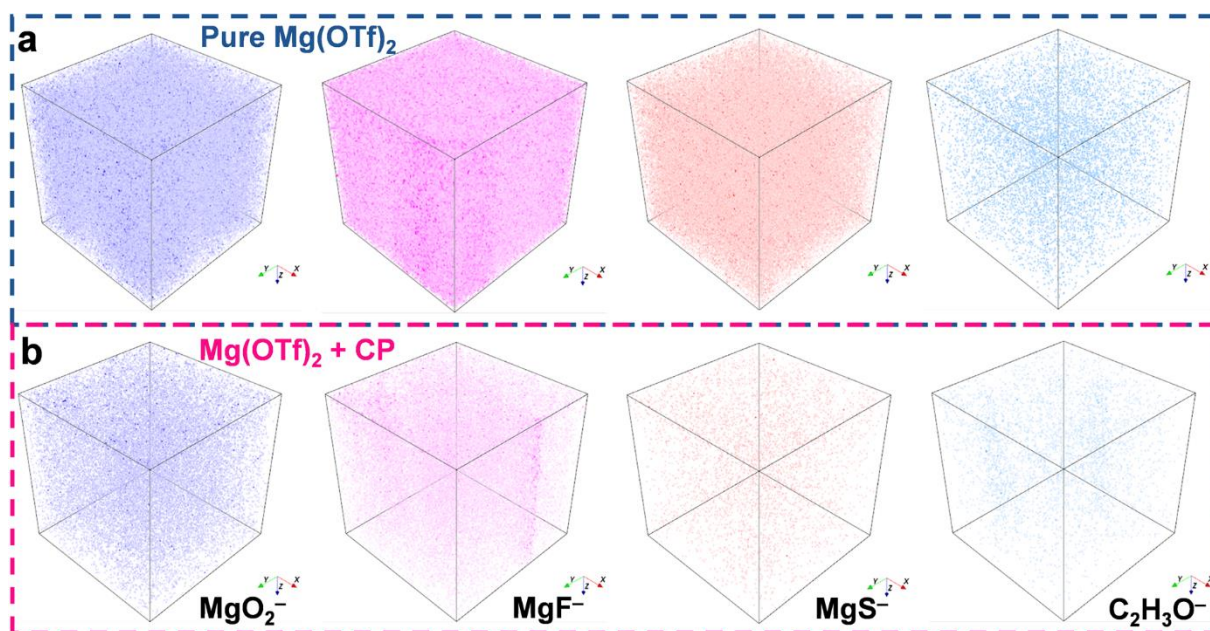 a
Pure Mg(OTf)₂
Y X Z
Y X Z
Y X Z
Y X Z
b
Mg(OTf)₂ + CP
Y X Z
Y X Z
Y X Z
Y X Z
MgO₂⁻
MgF⁻
MgS⁻
C₂H₃O⁻